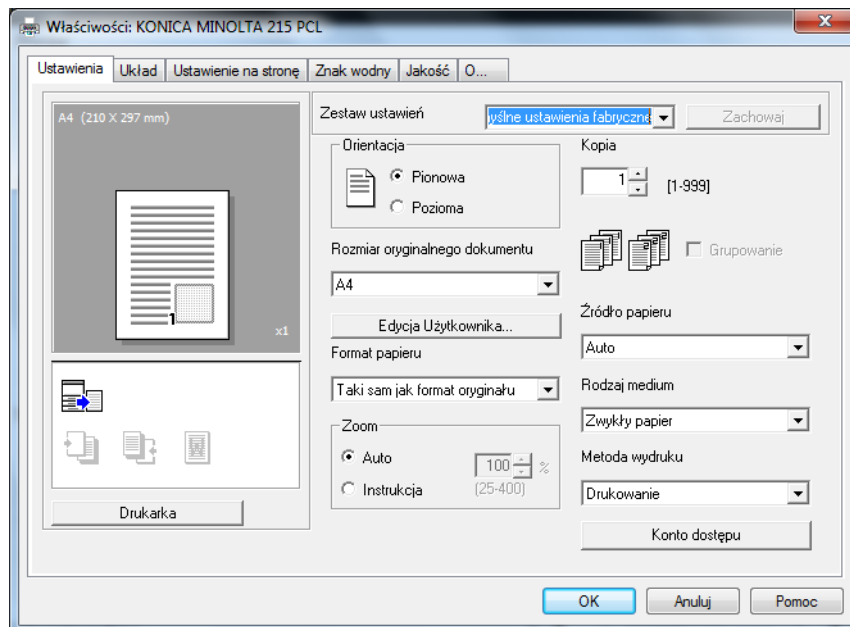 Właściwości: KONICA MINOLTA 215 PCL
Ustawienia Układ Ustawienie na stronę Znak wodny Jakość O...
A4 (210 X 297 mm)
1
x1
Drukarka
Zestaw ustawień
yślne ustawienia fabryczne
Zachowaj
Orientacja
Pionowa
Pozioma
Rozmiar oryginalnego dokumentu
A4
Edycja Użytkownika...
Format papieru
Taki sam jak format oryginału
Zoom
Auto
100 %
Instrukcja
(25-400)
Kopia
1 [1-999]
Grupowanie
Źródło papieru
Auto
Rodzaj medium
Zwykły papier
Metoda wydruku
Drukowanie
Konto dostępu
OK Anuluj Pomoc